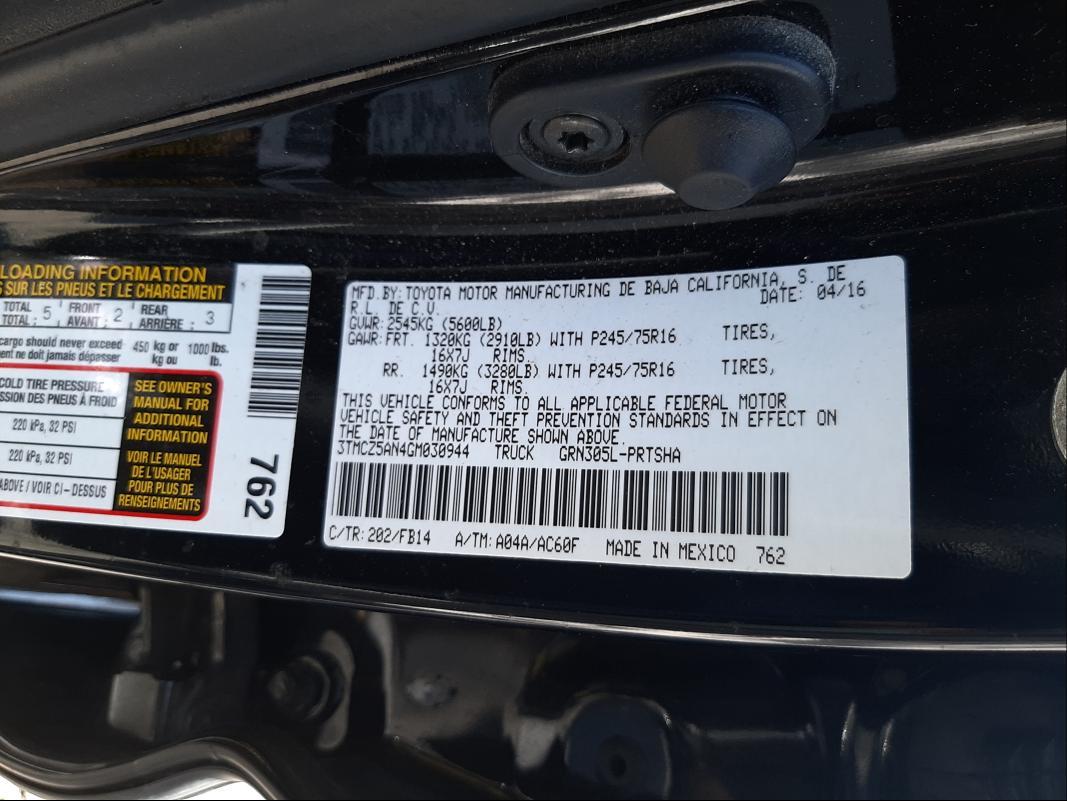 LOADING INFORMATION
SUR LES PNEUS ET LE CHARGEMENT
TOTAL FRONT REAR
TOTAL : 5 AVANT : 2 ARRIÈRE : 3
cargo should never exceed 450 kg or 1000 lbs.
ne doit jamais dépasser kg ou lb.
COLD TIRE PRESSURE
DES PNEUS À FROID
220 kPa, 32 PSI
220 kPa, 32 PSI
ABOVE / VOIR CI-DESSUS
SEE OWNER'S
MANUAL FOR
ADDITIONAL
INFORMATION
VOIR LE MANUEL
DE L'USAGER
POUR PLUS DE
RENSEIGNEMENTS
762
MFD. BY: TOYOTA MOTOR MANUFACTURING DE BAJA CALIFORNIA, S. DE
R.L. DE C.V. DATE: 04/16
GVWR: 2545KG (5600LB)
GAWR: FRT. 1320KG (2910LB) WITH P245/75R16 TIRES,
16X7J RIMS
RR. 1490KG (3280LB) WITH P245/75R16 TIRES,
16X7J RIMS.
THIS VEHICLE CONFORMS TO ALL APPLICABLE FEDERAL MOTOR
VEHICLE SAFETY AND THEFT PREVENTION STANDARDS IN EFFECT ON
THE DATE OF MANUFACTURE SHOWN ABOVE.
3TMCZ5AN4GM030944 TRUCK GRN305L-PRTSHA
C/TR: 202/FB14 A/TM: A04A/AC60F MADE IN MEXICO 762